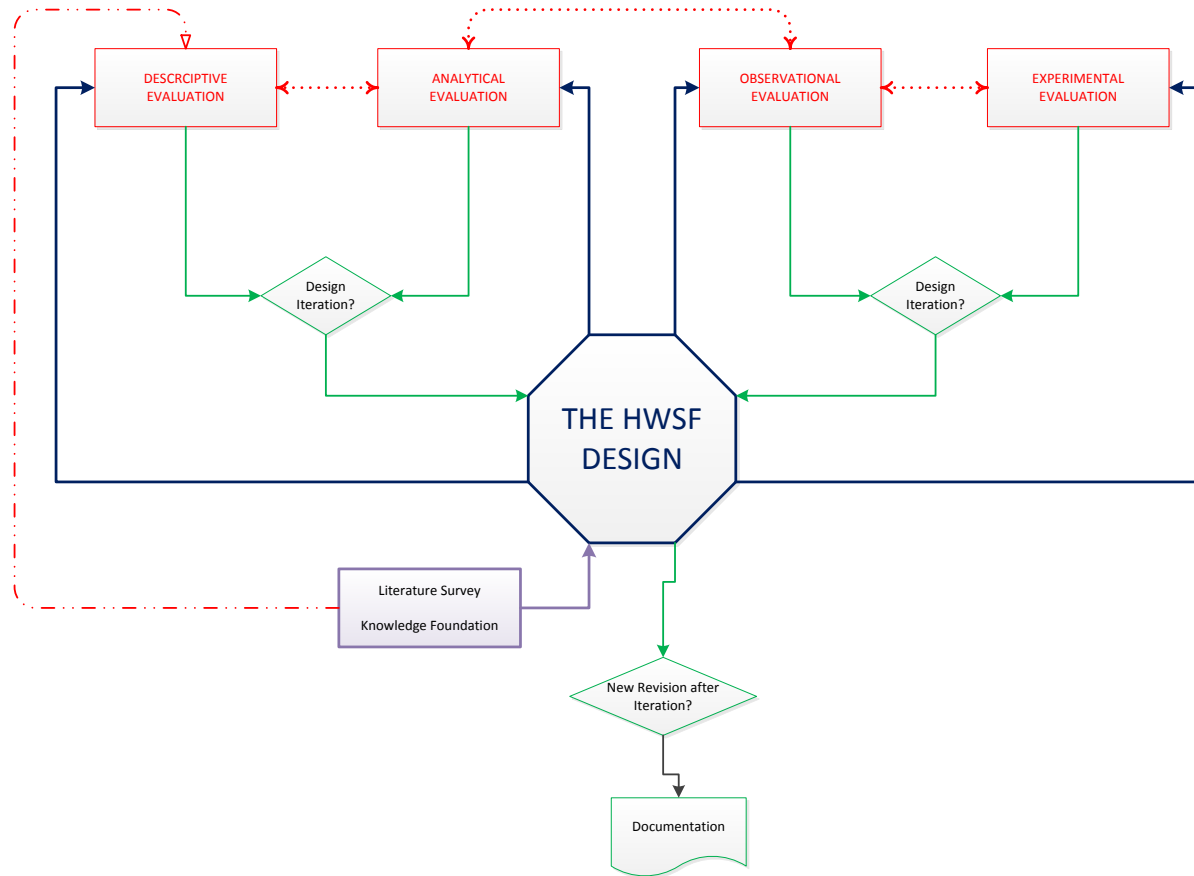 DESCRCIPTIVE
EVALUATION
ANALYTICAL
EVALUATION
OBSERVATIONAL
EVALUATION
EXPERIMENTAL
EVALUATION
Design
Iteration?
Design
Iteration?
THE HWSF
DESIGN
Literature Survey
Knowledge Foundation
New Revision after
Iteration?
Documentation